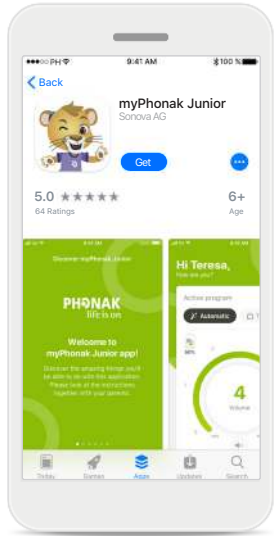 PH 9:41 AM 100 %
Back
myPhonak Junior
Sonova AG
Get
5.0 ★★★★★ 6+
64 Ratings Age
Discover myPhonak Junior
PHONAK
life is on
Welcome to
myPhonak Junior app!
Discover the amazing things you'll
be able to do with this application.
Please look at the instructions
together with your parents.
Hi Teresa,
How are you?
Active program
Automatic
4
Volume
Today Games Apps Updates Search